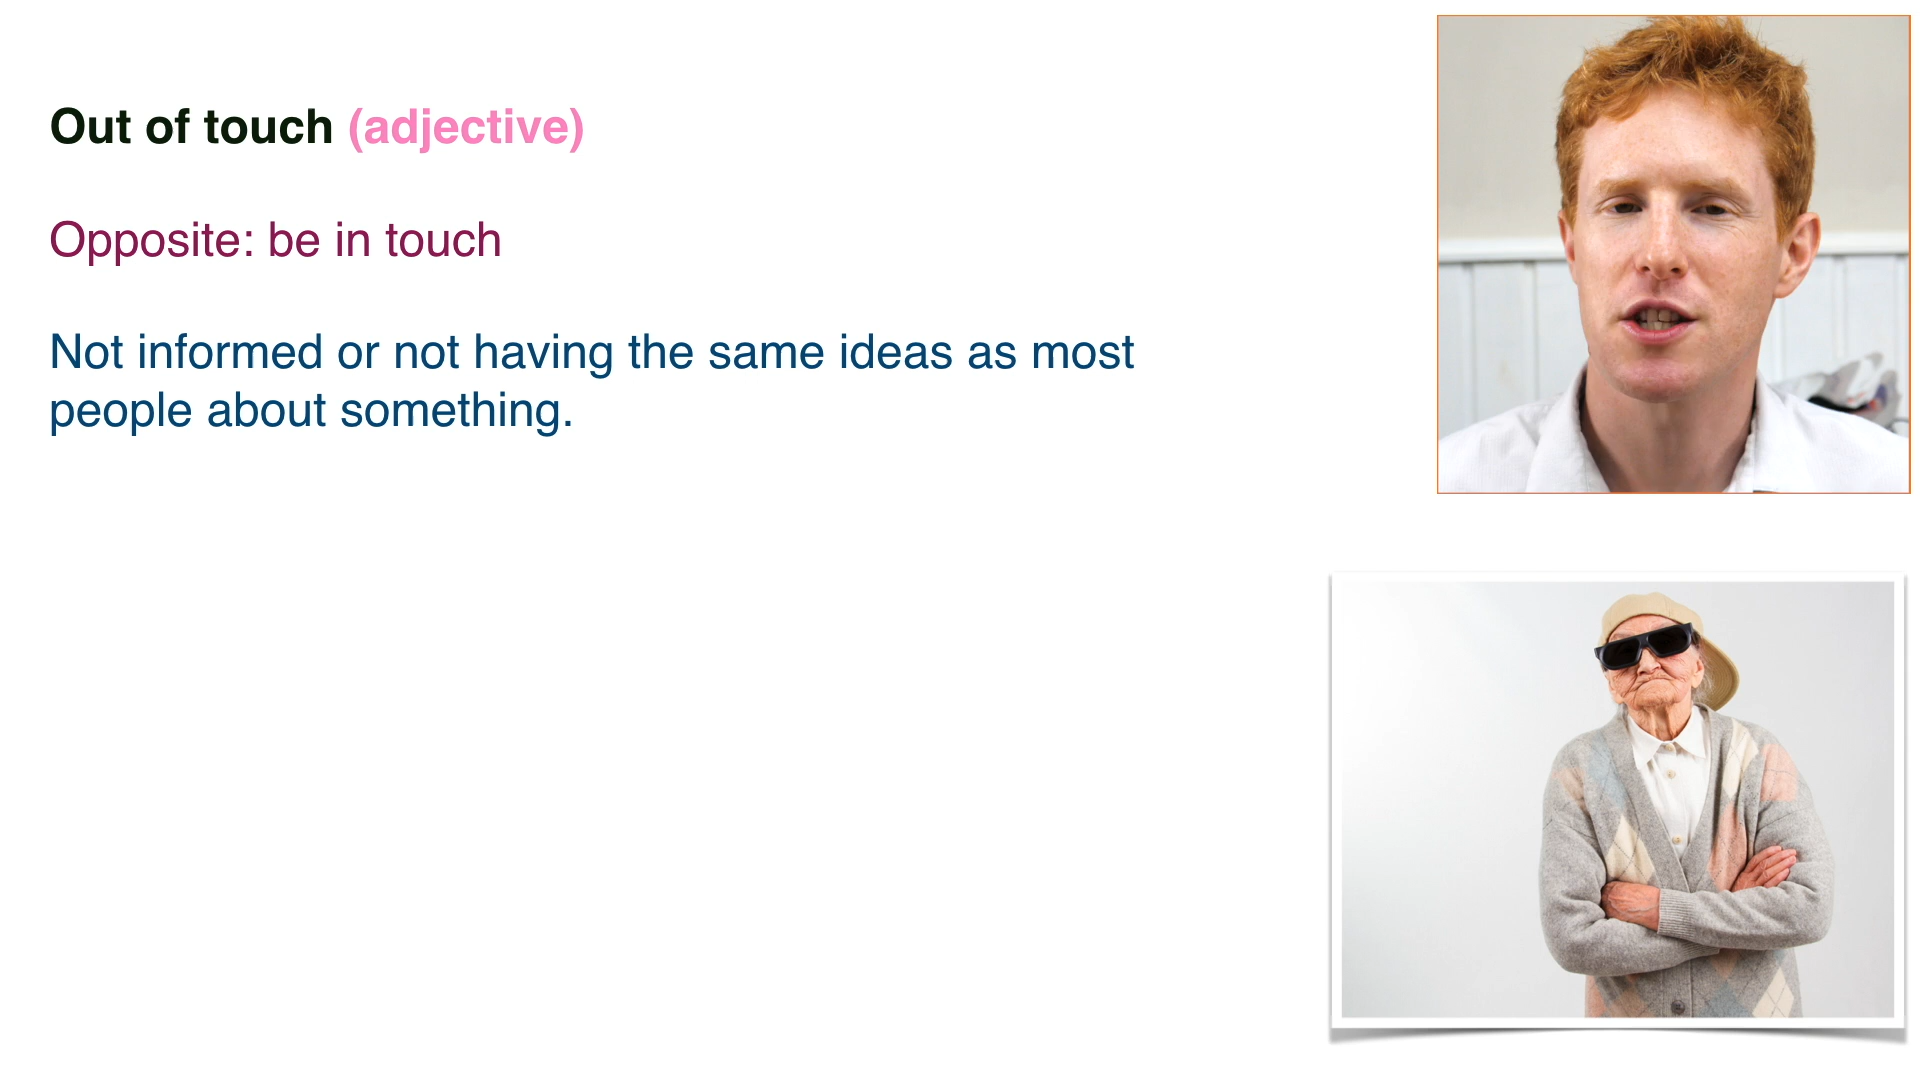 Out of touch (adjective)
Opposite: be in touch
Not informed or not having the same ideas as most
people about something.